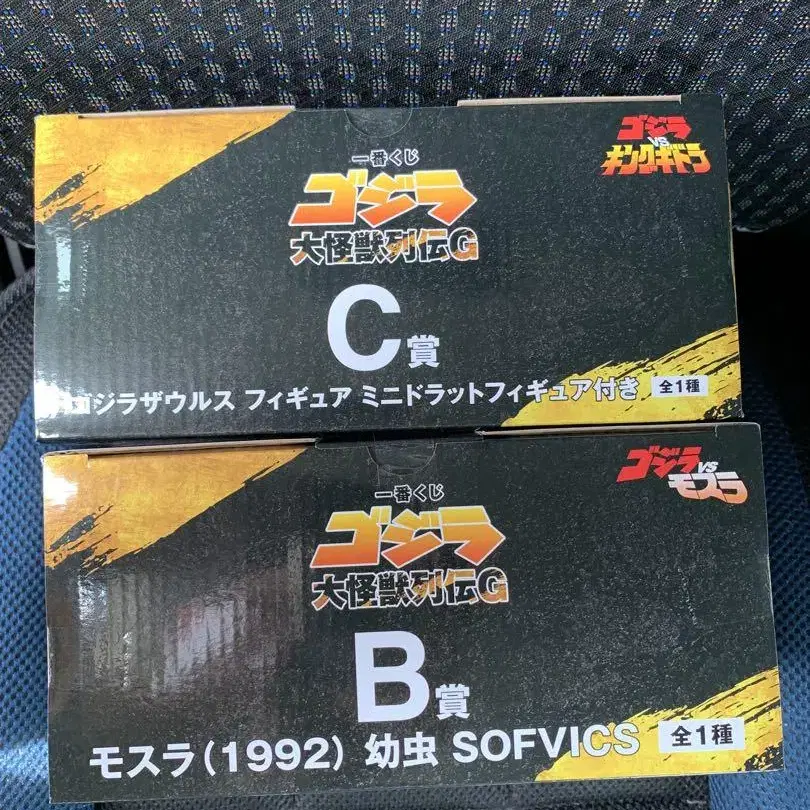 一番くじ
ゴジラ
大怪獣列伝G
C賞
ゴジラザウルス フィギュア ミニドラットフィギュア付き 全1種
ゴジラ
VS
キングギドラ
一番くじ
ゴジラ
大怪獣列伝G
B賞
モスラ(1992) 幼虫 SOFVICS 全1種
ゴジラ VS
モスラ